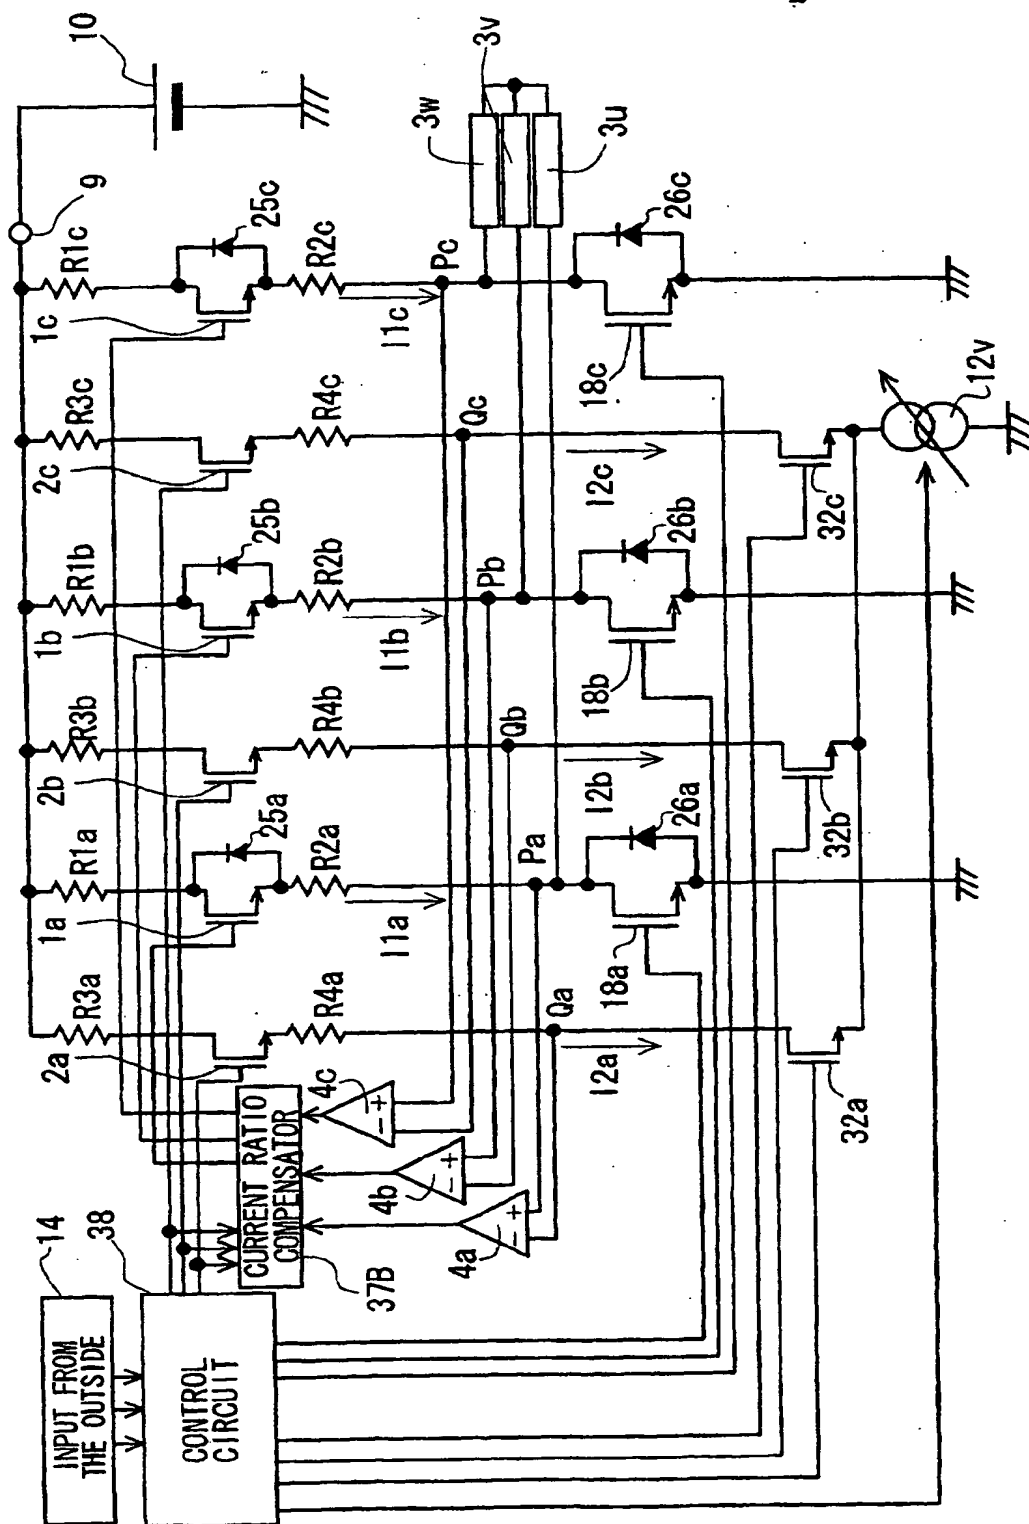 INPUT FROM
THE OUTSIDE
14
CONTROL
CIRCUIT
38
10
9
R3a
R1a
R3b
R1b
R3c
R1c
2a
1a
2b
1b
2c
1c
25a
25b
25c
CURRENT RATIO
COMPENSATOR
37B
4c
4b
4a
R4a
R2a
R4b
R2b
R4c
R2c
I1a
I1b
I1c
Qa
Pa
Qb
Pb
Qc
Pc
3w
3v
3u
I2a
I2b
I2c
18a
18b
18c
26a
26b
26c
32a
32b
32c
12v